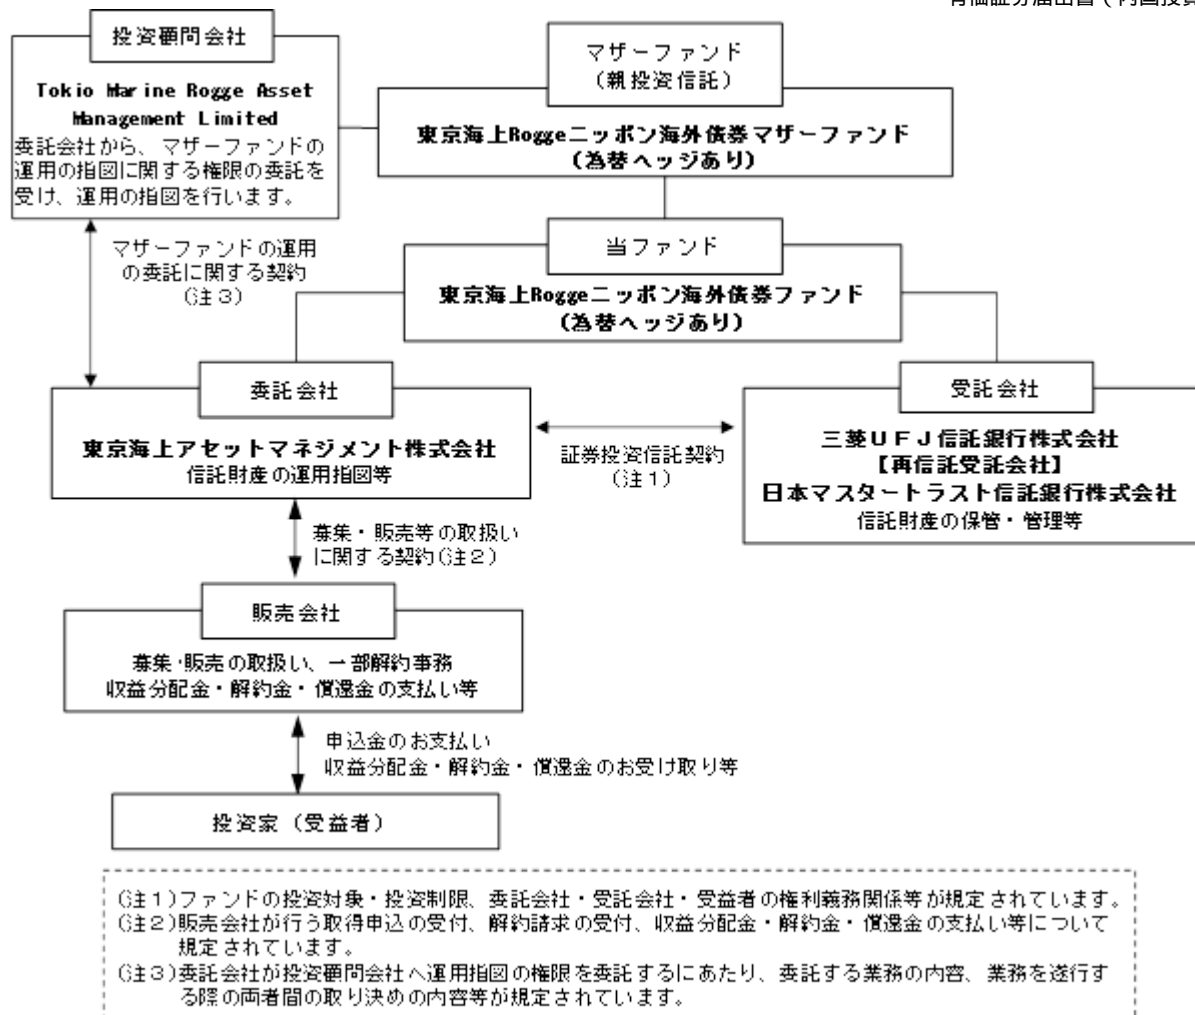 投資顧問会社
Tokio Marine Rogge Asset
Management Limited
委託会社から、マザーファンドの
運用の指図に関する権限の委託を
受け、運用の指図を行います。
マザーファンド
(親投資信託)
東京海上Roggeニッポン海外債券マザーファンド
(為替ヘッジあり)
マザーファンドの運用
の委託に関する契約
(注3)
当ファンド
東京海上Roggeニッポン海外債券ファンド
(為替ヘッジあり)
委託会社
東京海上アセットマネジメント株式会社
信託財産の運用指図等
証券投資信託契約
(注1)
受託会社
三菱UFJ信託銀行株式会社
【再信託受託会社】
日本マスタートラスト信託銀行株式会社
信託財産の保管・管理等
募集・販売等の取扱い
に関する契約(注2)
販売会社
募集・販売の取扱い、一部解約事務
収益分配金・解約金・償還金の支払い等
申込金のお支払い
収益分配金・解約金・償還金のお受け取り等
投資家(受益者)
(注1)ファンドの投資対象・投資制限、委託会社・受託会社・受益者の権利義務関係等が規定されています。
(注2)販売会社が行う取得申込の受付、解約請求の受付、収益分配金・解約金・償還金の支払い等について
規定されています。
(注3)委託会社が投資顧問会社へ運用指図の権限を委託するにあたり、委託する業務の内容、業務を遂行す
る際の両者間の取り決めの内容等が規定されています。